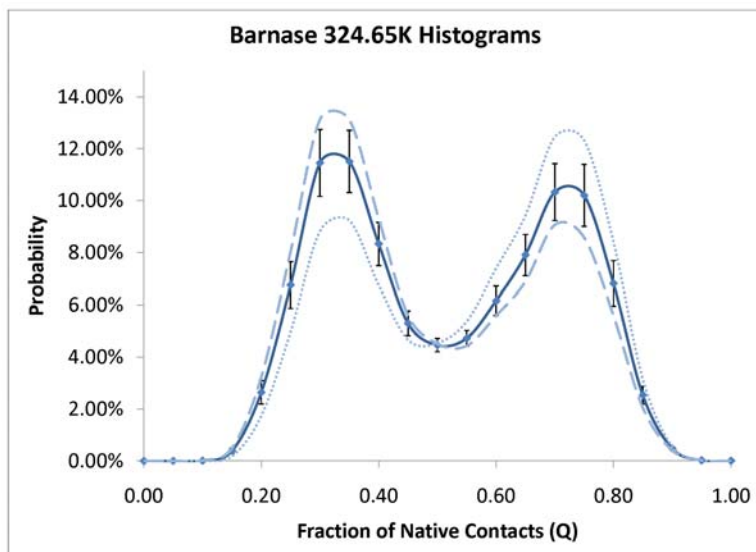 Barnase 324.65K Histograms
14.00%
12.00%
10.00%
8.00%
6.00%
4.00%
2.00%
0.00%
Probability
0.00 0.20 0.40 0.60 0.80 1.00
Fraction of Native Contacts (Q)